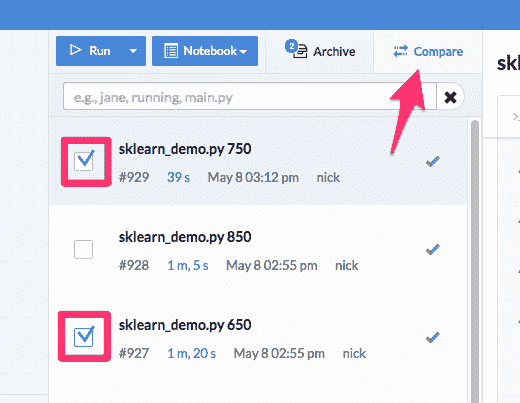 Run Notebook 2 Archive Compare
e.g., jane, running, main.py
sklearn_demo.py 750
#929 39 s May 8 03:12 pm nick
sklearn_demo.py 850
#928 1 m, 5 s May 8 02:55 pm nick
sklearn_demo.py 650
#927 1 m, 20 s May 8 02:55 pm nick